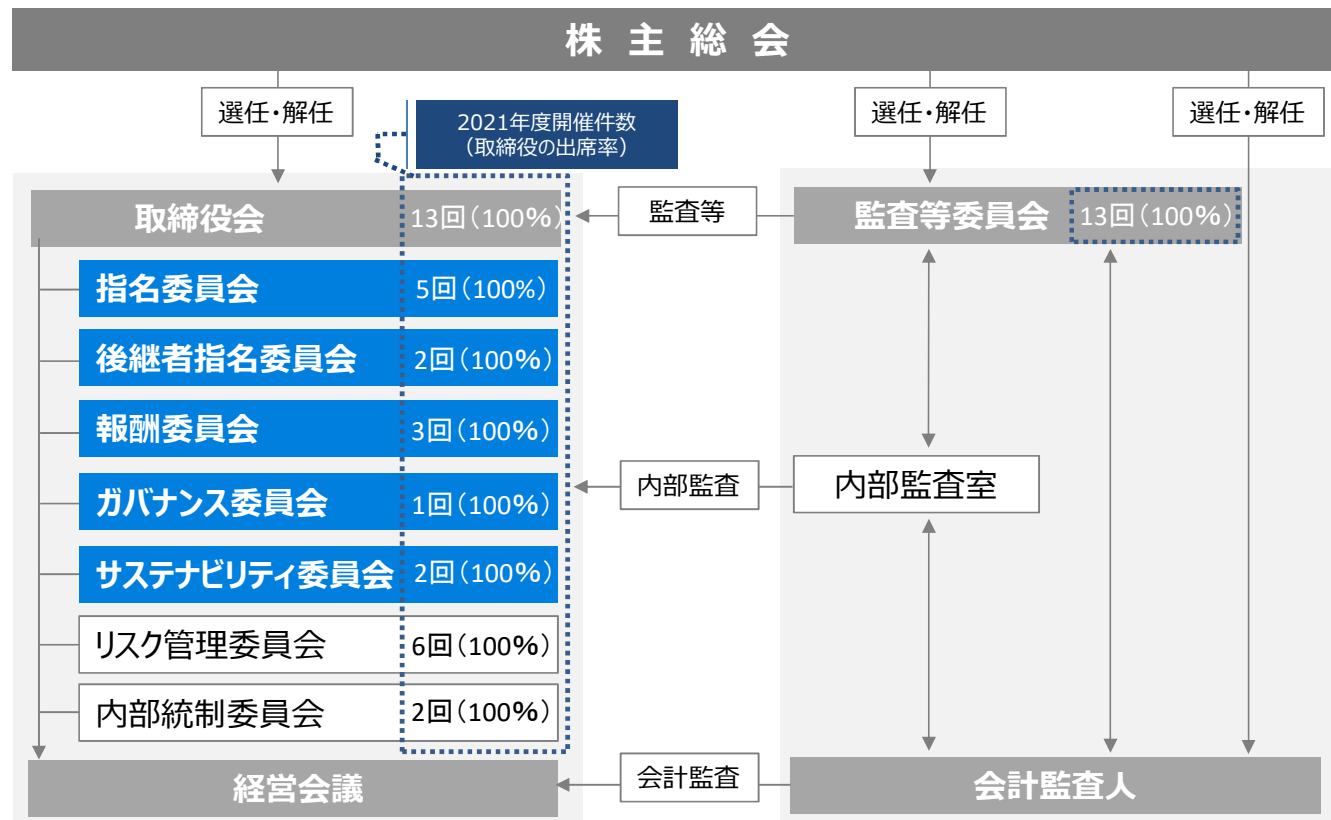 株主総会
選任・解任
選任・解任
選任・解任
2021年度開催件数
（取締役の出席率）
取締役会 13回（100%）
監査等
監査等委員会 13回（100%）
指名委員会 5回（100%）
後継者指名委員会 2回（100%）
報酬委員会 3回（100%）
ガバナンス委員会 1回（100%）
内部監査
内部監査室
サステナビリティ委員会 2回（100%）
リスク管理委員会 6回（100%）
内部統制委員会 2回（100%）
経営会議
会計監査
会計監査人